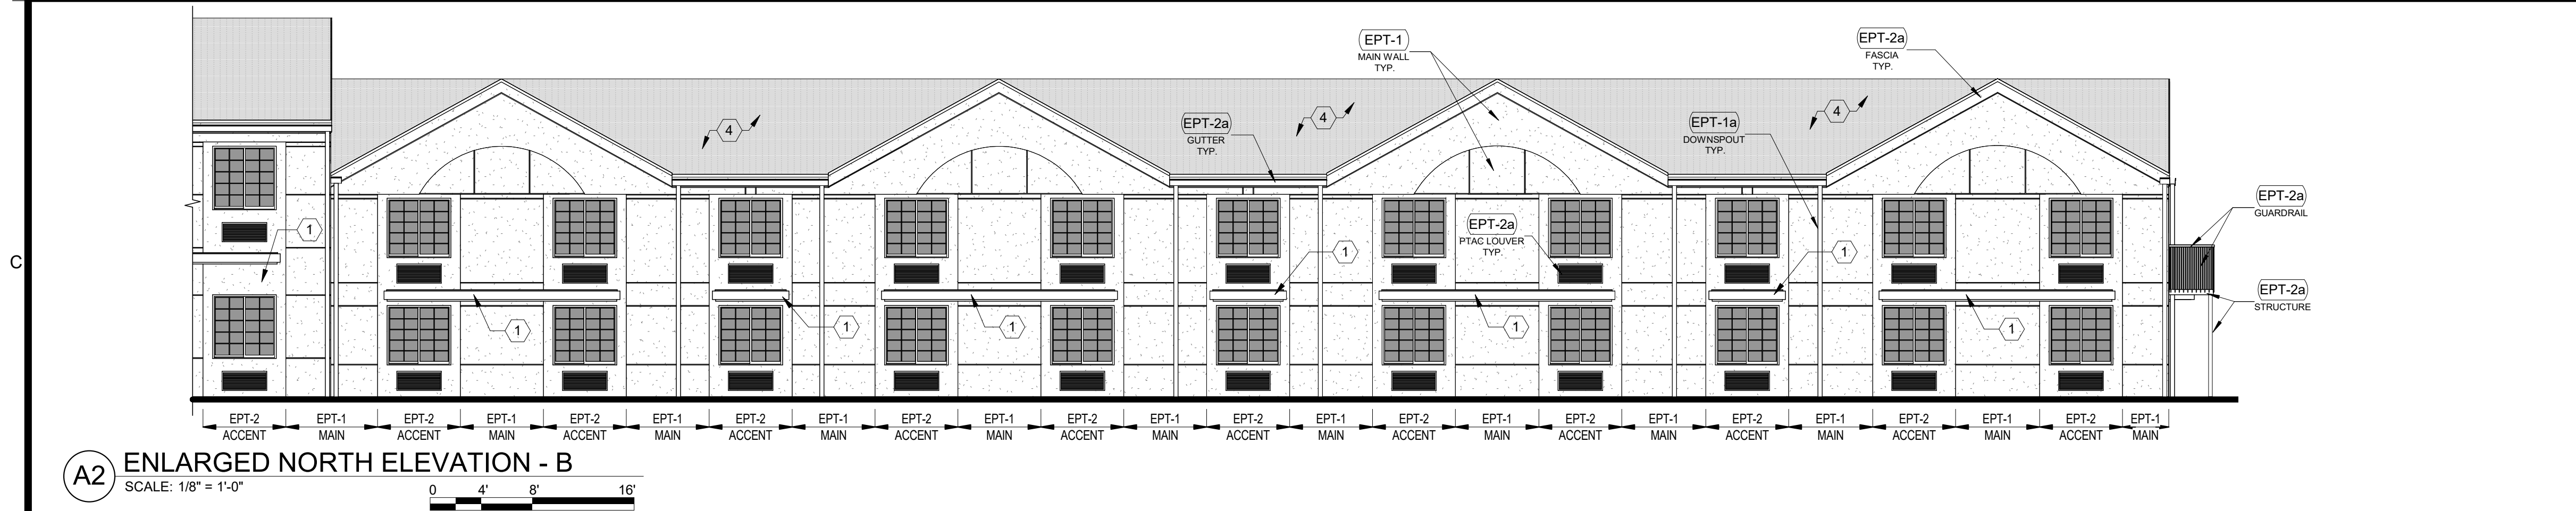 EPT-1
MAIN WALL
TYP.
EPT-2a
FASCIA
TYP.
4
4
4
EPT-2a
GUTTER
TYP.
EPT-1a
DOWNSPOUT
TYP.
EPT-2a
GUARDRAIL
1
EPT-2a
PTAC LOUVER
TYP.
1
1
C
EPT-2a
STRUCTURE
1
1
1
1
1
EPT-2 EPT-1 EPT-2 EPT-1 EPT-2 EPT-1 EPT-2 EPT-1 EPT-2 EPT-1 EPT-2 EPT-1 EPT-2 EPT-1 EPT-2 EPT-1 EPT-2 EPT-1 EPT-2 EPT-1 EPT-2 EPT-1 EPT-2 EPT-1
ACCENT MAIN ACCENT MAIN ACCENT MAIN ACCENT MAIN ACCENT MAIN ACCENT MAIN ACCENT MAIN ACCENT MAIN ACCENT MAIN ACCENT MAIN ACCENT MAIN ACCENT MAIN
A2 ENLARGED NORTH ELEVATION - B
SCALE: 1/8" = 1'-0"
0 4' 8' 16'